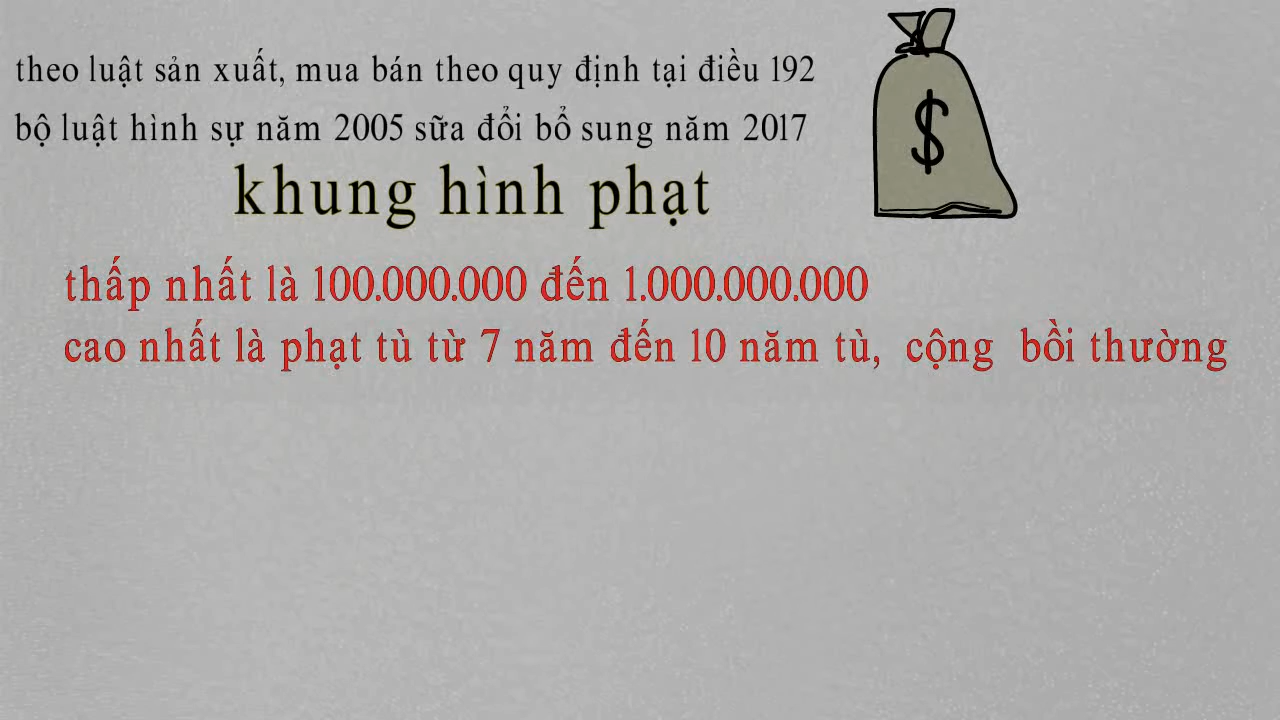 theo luật sản xuất, mua bán theo quy định tại điều 192
bộ luật hình sự năm 2005 sữa đổi bổ sung năm 2017
khung hình phạt
thấp nhất là 100.000.000 đến 1.000.000.000
cao nhất là phạt tù từ 7 năm đến 10 năm tù, cộng bồi thường
$